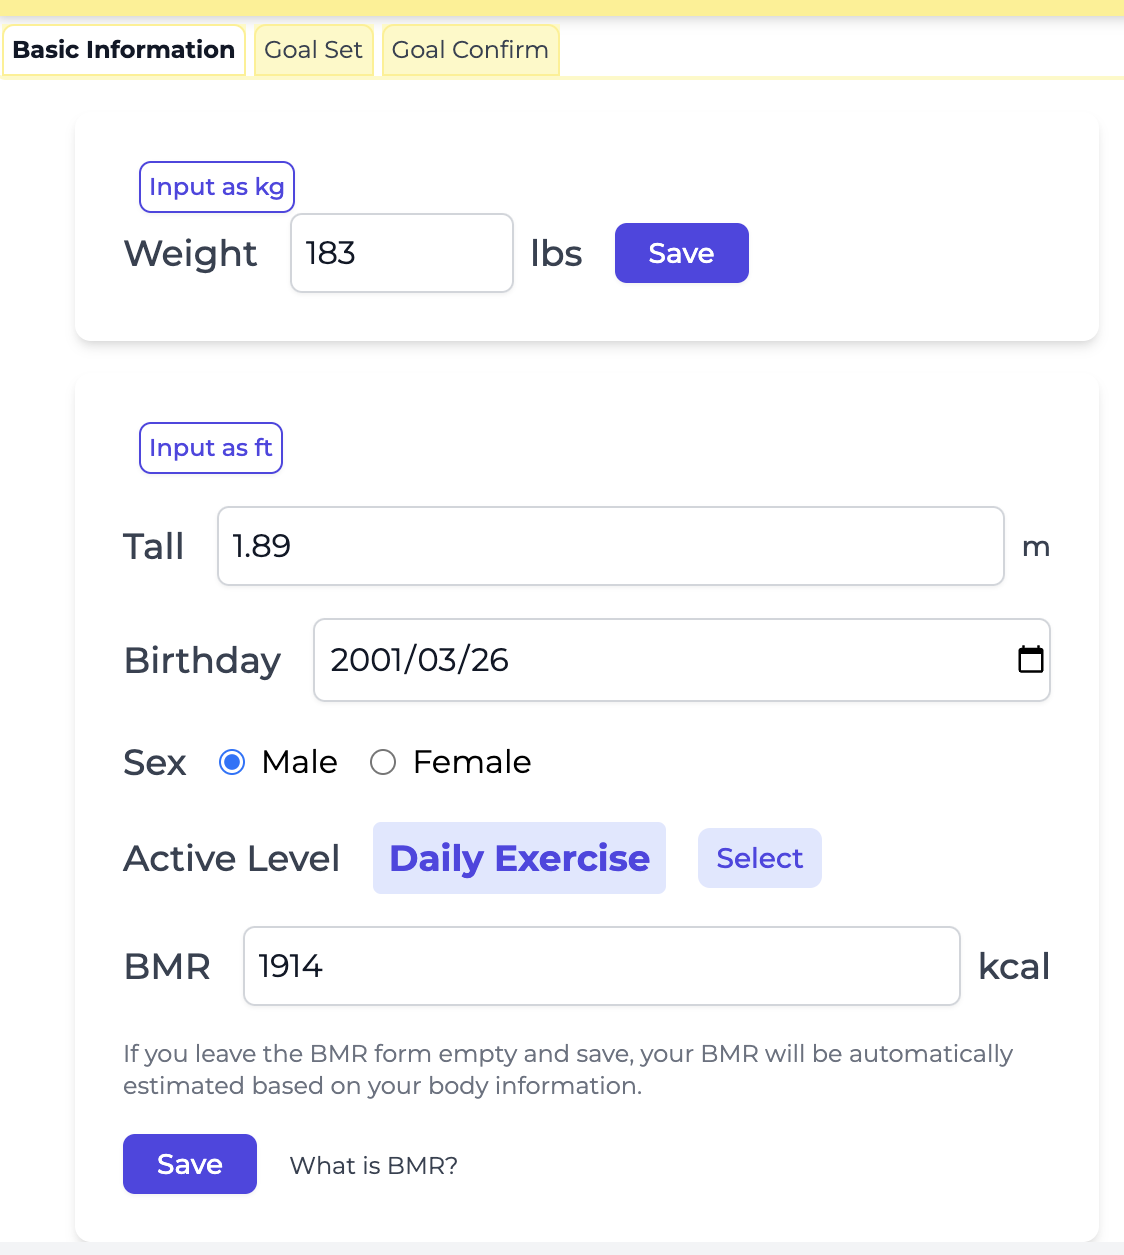 Basic Information Goal Set Goal Confirm
Input as kg
Weight 183 lbs Save
Input as ft
Tall 1.89 m
Birthday 2001/03/26
Sex Male Female
Active Level Daily Exercise Select
BMR 1914 kcal
If you leave the BMR form empty and save, your BMR will be automatically
estimated based on your body information.
Save What is BMR?